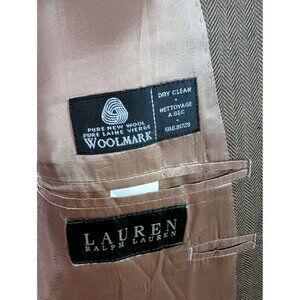 PURE NEW WOOL
PURE LAINE VIERGE
WOOLMARK
DRY CLEAN
•
NETTOYAGE
A SEC
•
LAUREN
RALPH LAUREN